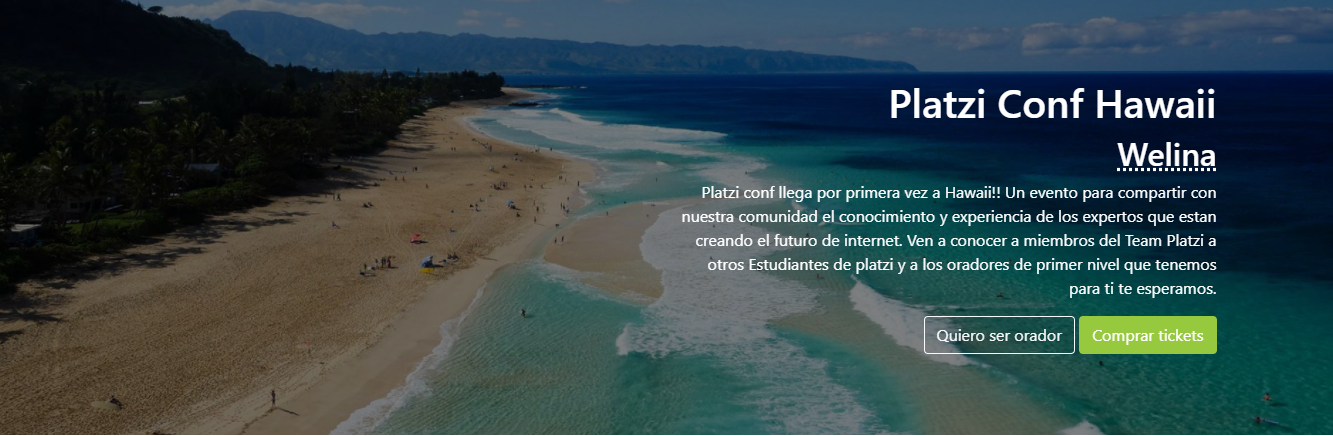 Platzi Conf Hawaii
Welina
Platzi conf llega por primera vez a Hawaii!! Un evento para compartir con
nuestra comunidad el conocimiento y experiencia de los expertos que estan
creando el futuro de internet. Ven a conocer a miembros del Team Platzi a
otros Estudiantes de platzi y a los oradores de primer nivel que tenemos
para ti te esperamos.
Quiero ser orador
Comprar tickets